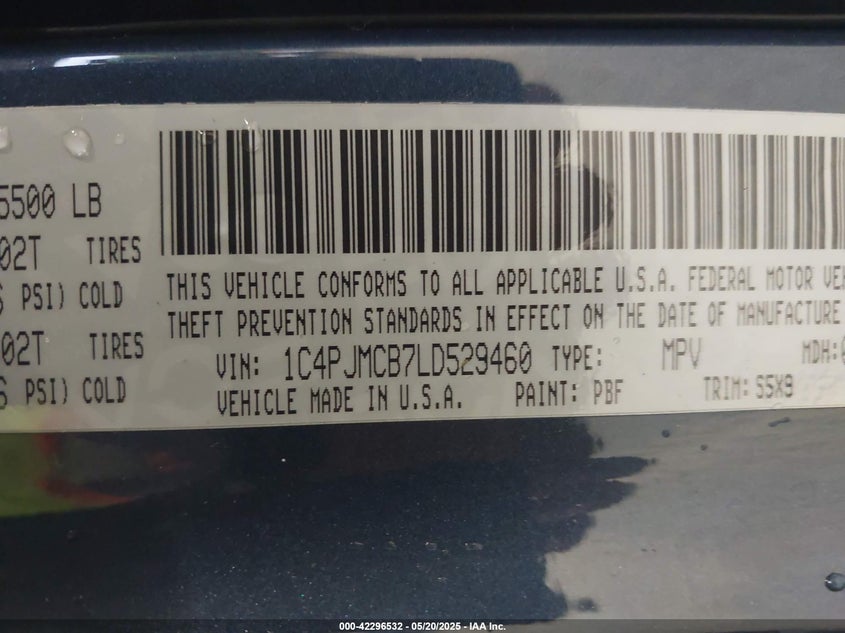 5500 LB
02T TIRES
PSI) COLD
02T TIRES
PSI) COLD
THIS VEHICLE CONFORMS TO ALL APPLICABLE U.S.A. FEDERAL MOTOR VEH
THEFT PREVENTION STANDARDS IN EFFECT ON THE DATE OF MANUFACTURE
VIN: 1C4PJMCB7LD529460 TYPE: MPV MDH:
VEHICLE MADE IN U.S.A. PAINT: PBF TRIM: S5X9
000-42296532 — 05/20/2025 — IAA Inc.